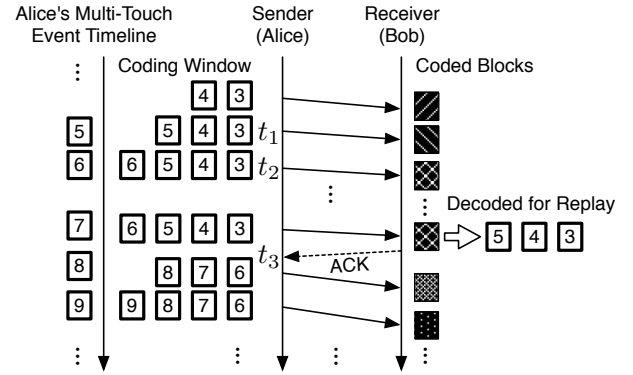 Alice's Multi-Touch
Event Timeline
Sender
(Alice)
Receiver
(Bob)
Coding Window
Coded Blocks
4 3
5
5 4 3
t1
6
6 5 4 3
t2
Decoded for Replay
7
6 5 4 3
5 4 3
t3
ACK
8
8 7 6
9
9 8 7 6